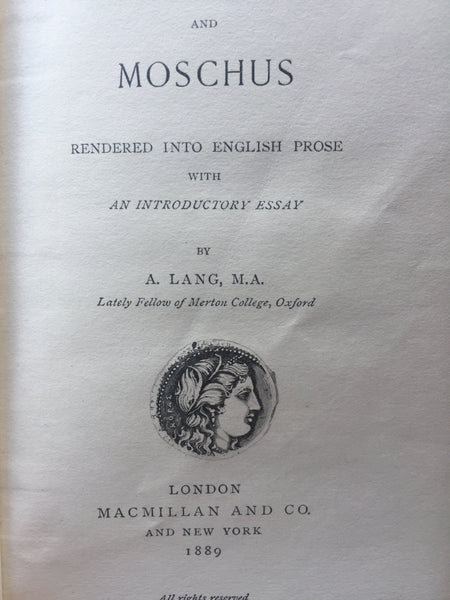 AND
MOSCHUS
RENDERED INTO ENGLISH PROSE
WITH
AN INTRODUCTORY ESSAY
BY
A. LANG, M.A.
Lately Fellow of Merton College, Oxford
LONDON
MACMILLAN AND CO.
AND NEW YORK
1889
All rights reserved